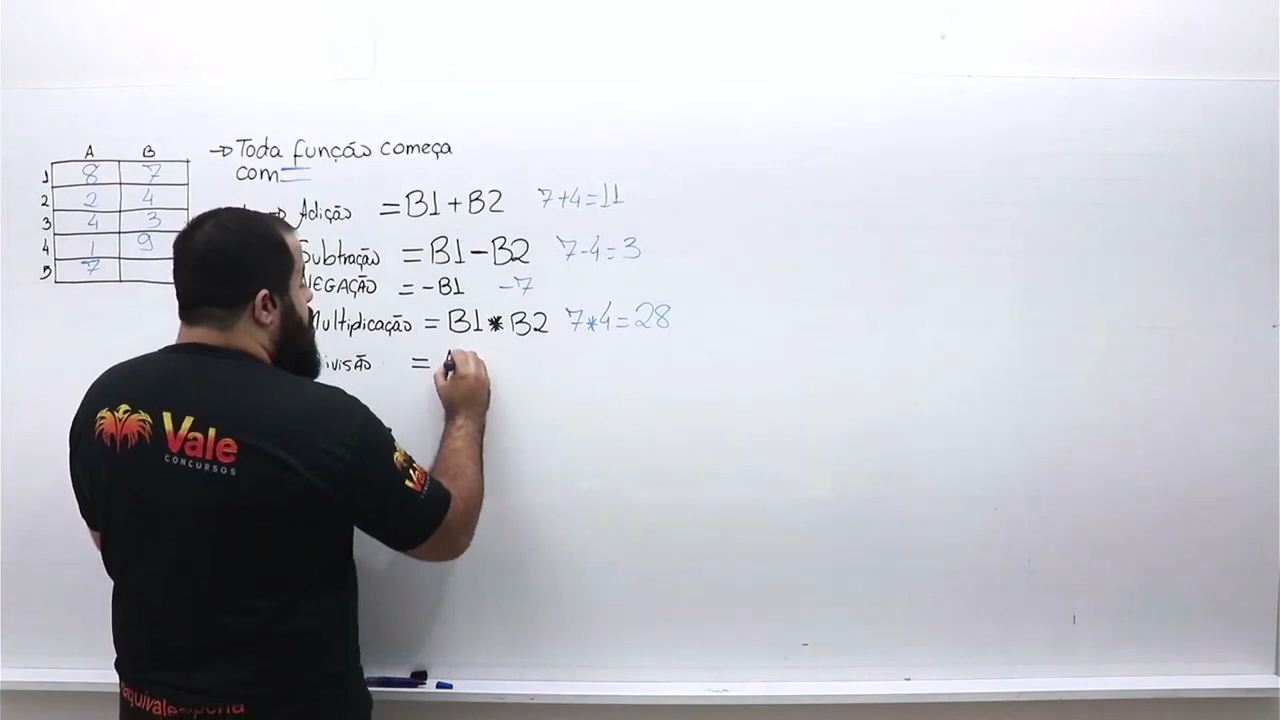 A B
1 8 7
2 2 4
3 4 3
4 1 9
5 7
→ Toda função começa
com =
→ Adição = B1 + B2 7+4=11
Subtração = B1 - B2 7-4=3
NEGAÇÃO = -B1 -7
Multiplicação = B1 * B2 7*4=28
ivisão =
Vale
CONCURSOS
Vale